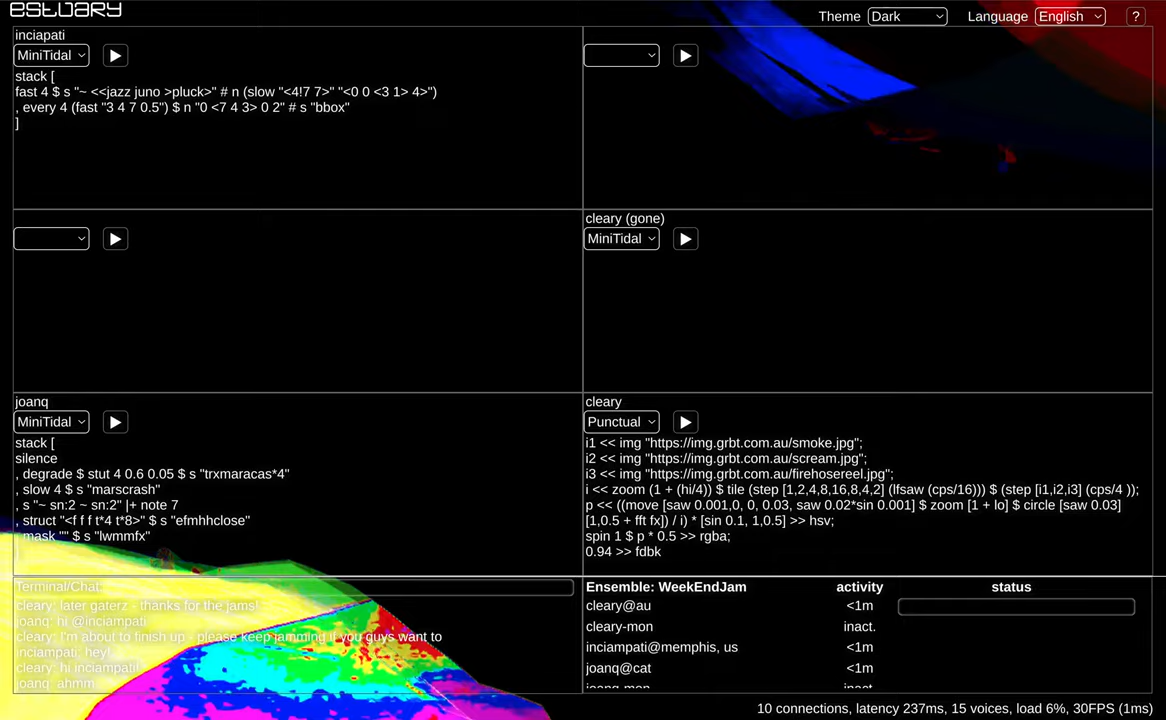 ESTUARY
Theme Dark Language English ?
inciapati
MiniTidal
stack [
fast 4 $ s "~ <<jazz juno >pluck>" # n (slow "<4!7 7>" "<0 0 <3 1> 4>")
, every 4 (fast "3 4 7 0.5") $ n "0 <7 4 3> 0 2" # s "bbox"
]
cleary (gone)
MiniTidal
joanq
MiniTidal
stack [
silence
, degrade $ stut 4 0.6 0.05 $ s "trxmaracas*4"
, slow 4 $ s "marscrash"
, s "~ sn:2 ~ sn:2" |+ note 7
, struct "<f f f t*4 t*8>" $ s "efmhhclose"
, mask "" $ s "lwmmfx"
cleary
Punctual
i1 << img "https://img.grbt.com.au/smoke.jpg";
i2 << img "https://img.grbt.com.au/scream.jpg";
i3 << img "https://img.grbt.com.au/firehosereel.jpg";
i << zoom (1 + (hi/4)) $ tile (step [1,2,4,8,16,8,4,2] (lfsaw (cps/16))) $ (step [i1,i2,i3] (cps/4 ));
p << ((move [saw 0.001,0, 0, 0.03, saw 0.02*sin 0.001] $ zoom [1 + lo] $ circle [saw 0.03]
[1,0.5 + fft fx]) / i) * [sin 0.1, 1,0.5] >> hsv;
spin 1 $ p * 0.5 >> rgba;
0.94 >> fdbk
Terminal/Chat:
cleary: later gaterz - thanks for the jams!
joanq: hi @inciampati
cleary: I'm about to finish up - please keep jammind if you guys want to
inciampati: hey!
cleary: hi inciampati!
joanq: ahmm,
Ensemble: WeekEndJam activity status
cleary@au <1m
cleary-mon inact.
inciampati@memphis, us <1m
joanq@cat <1m
joanq-mon inact.
10 connections, latency 237ms, 15 voices, load 6%, 30FPS (1ms)